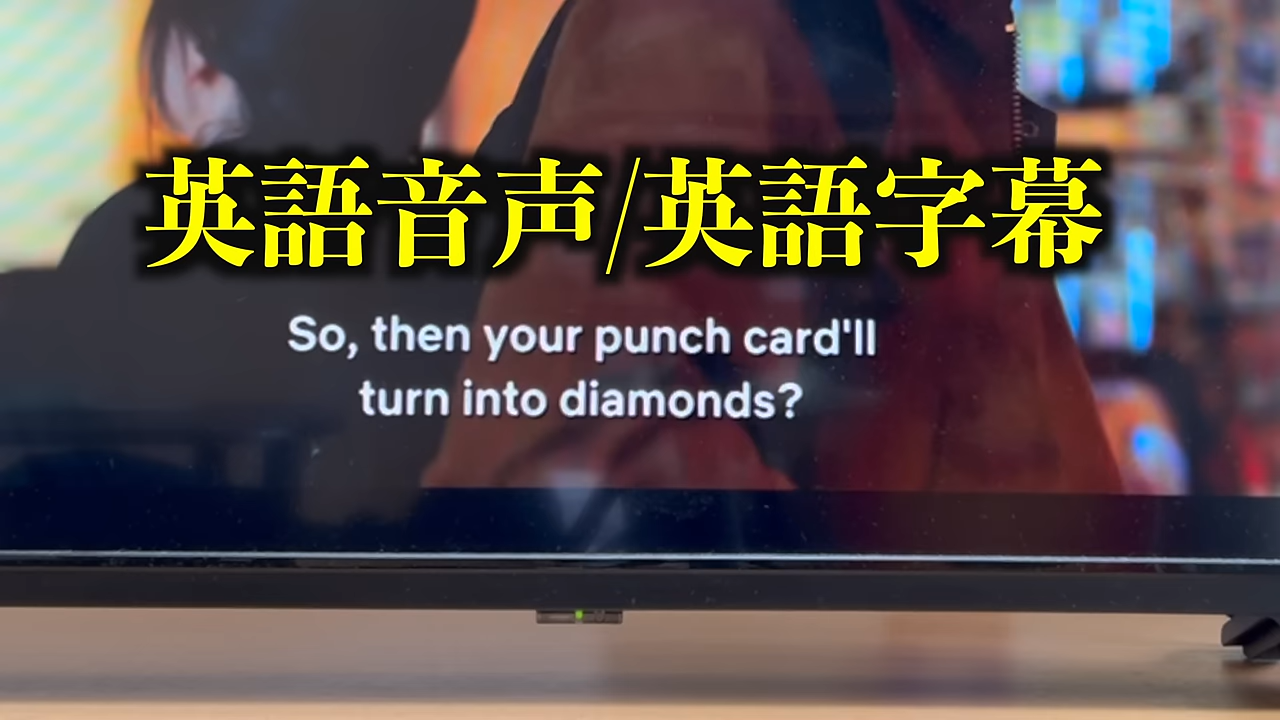 英語音声/英語字幕
So, then your punch card'll
turn into diamonds?